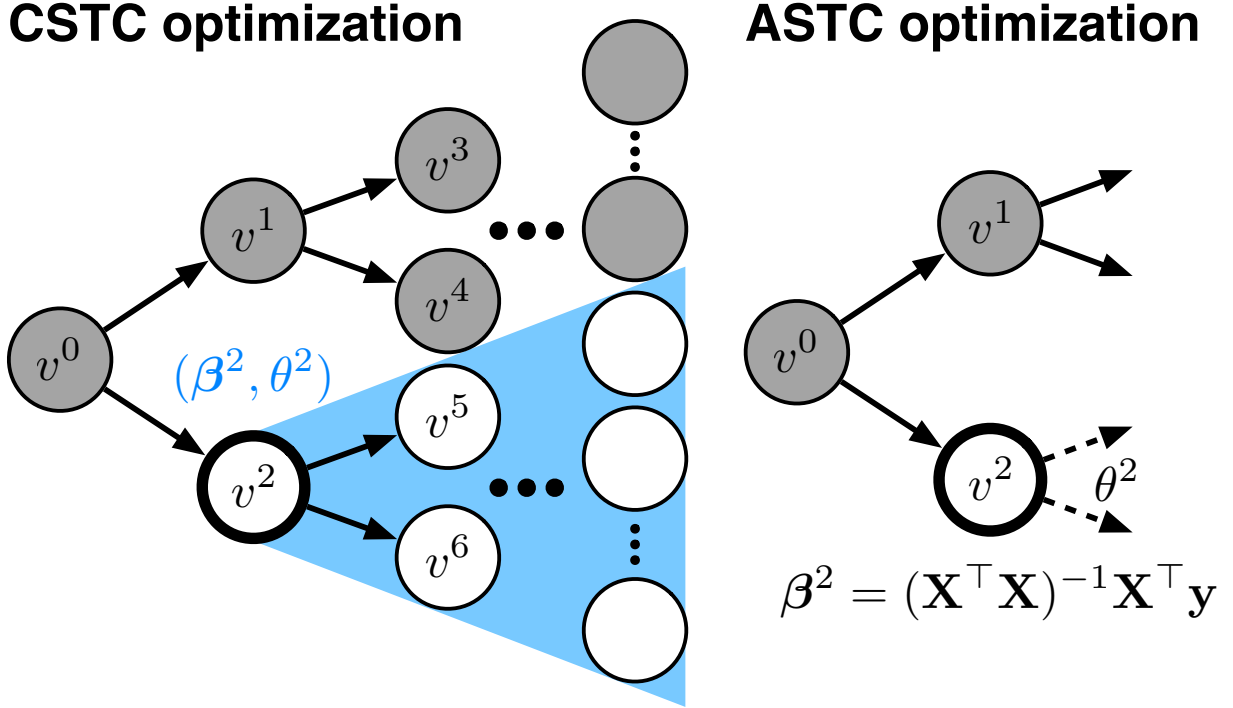 CSTC optimization
v^3
v^1
v^4
v^0
(β^2, θ^2)
v^5
v^2
v^6
ASTC optimization
v^1
v^0
v^2
θ^2
β^2 = (X^⊤X)^{-1}X^⊤y